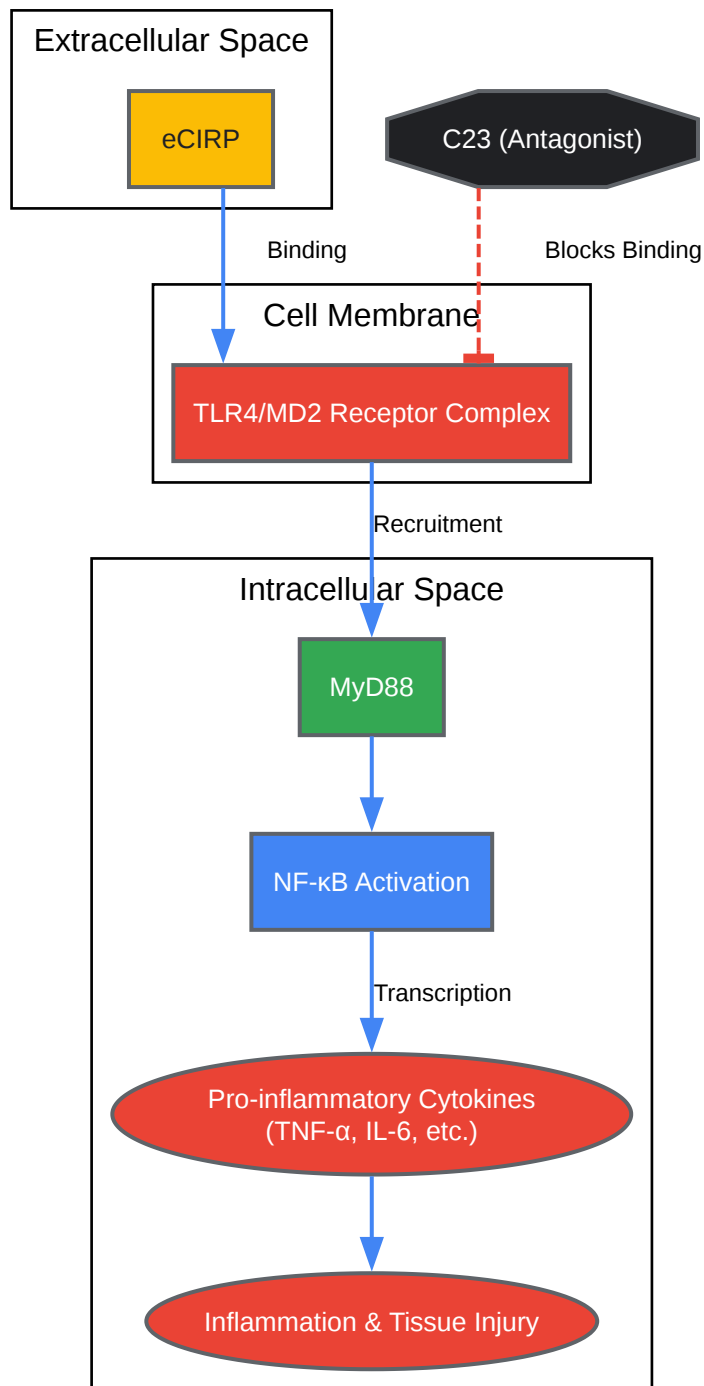 Extracellular Space
eCIRP
C23 (Antagonist)
Binding
Blocks Binding
Cell Membrane
TLR4/MD2 Receptor Complex
Recruitment
Intracellular Space
MyD88
NF-κB Activation
Transcription
Pro-inflammatory Cytokines
(TNF-α, IL-6, etc.)
Inflammation & Tissue Injury